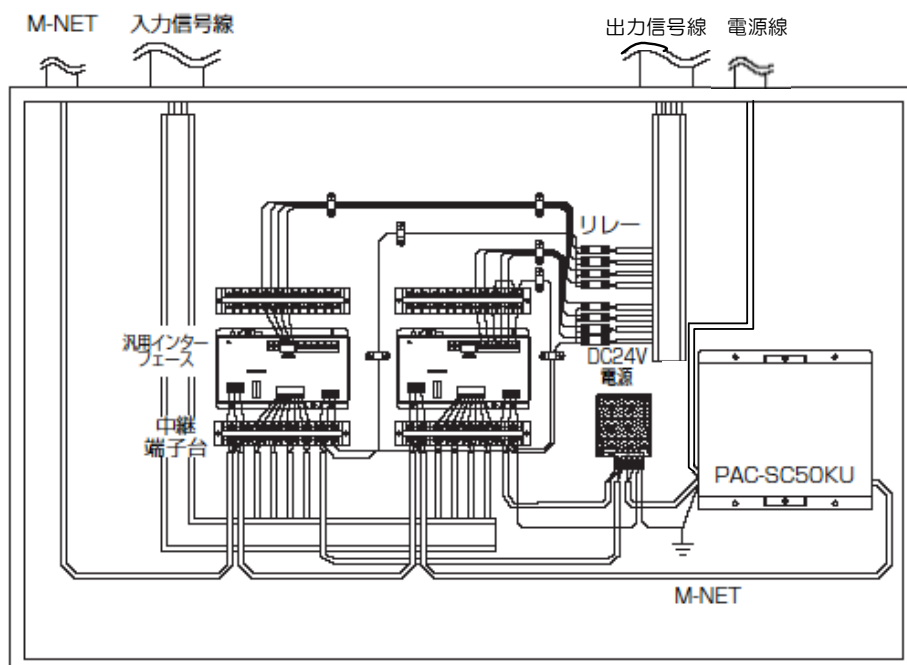 M-NET
入力信号線
出力信号線
電源線
リレー
汎用インター
フェース
DC24V
電源
中継
端子台
PAC-SC50KU
M-NET